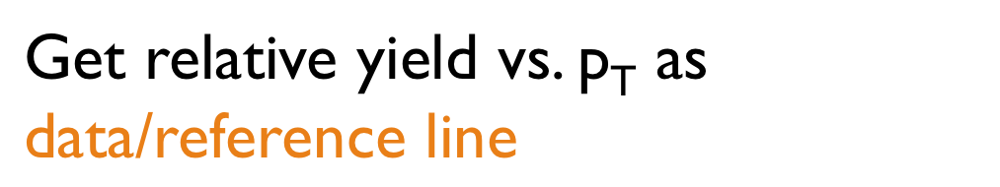 Get relative yield vs. pT as
data/reference line